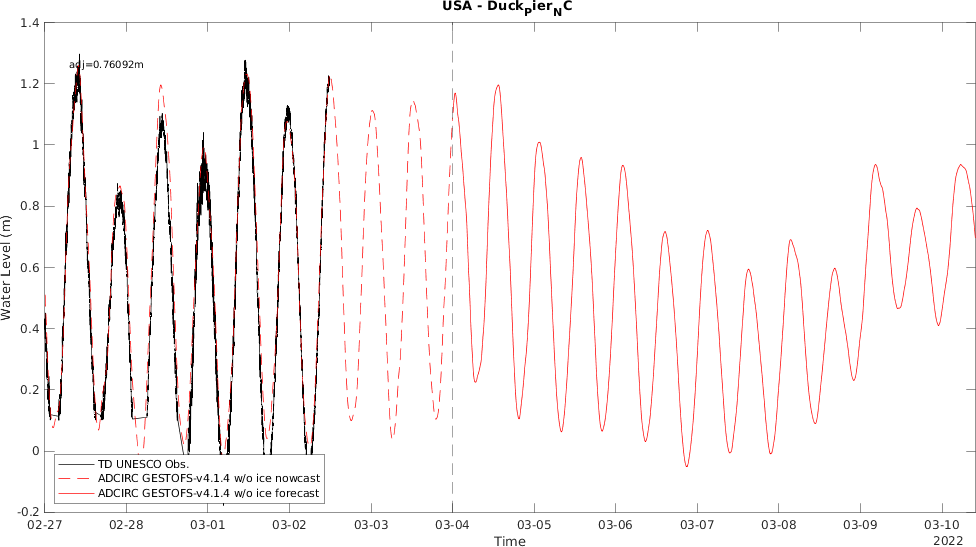 USA - Duck_Pier_NC
1.4
adj=0.76092m
1.2
1
0.8
0.6
0.4
0.2
0
-0.2
Water Level (m)
TD UNESCO Obs.
ADCIRC GESTOFS-v4.1.4 w/o ice nowcast
ADCIRC GESTOFS-v4.1.4 w/o ice forecast
02-27 02-28 03-01 03-02 03-03 03-04 03-05 03-06 03-07 03-08 03-09 03-10
Time
2022